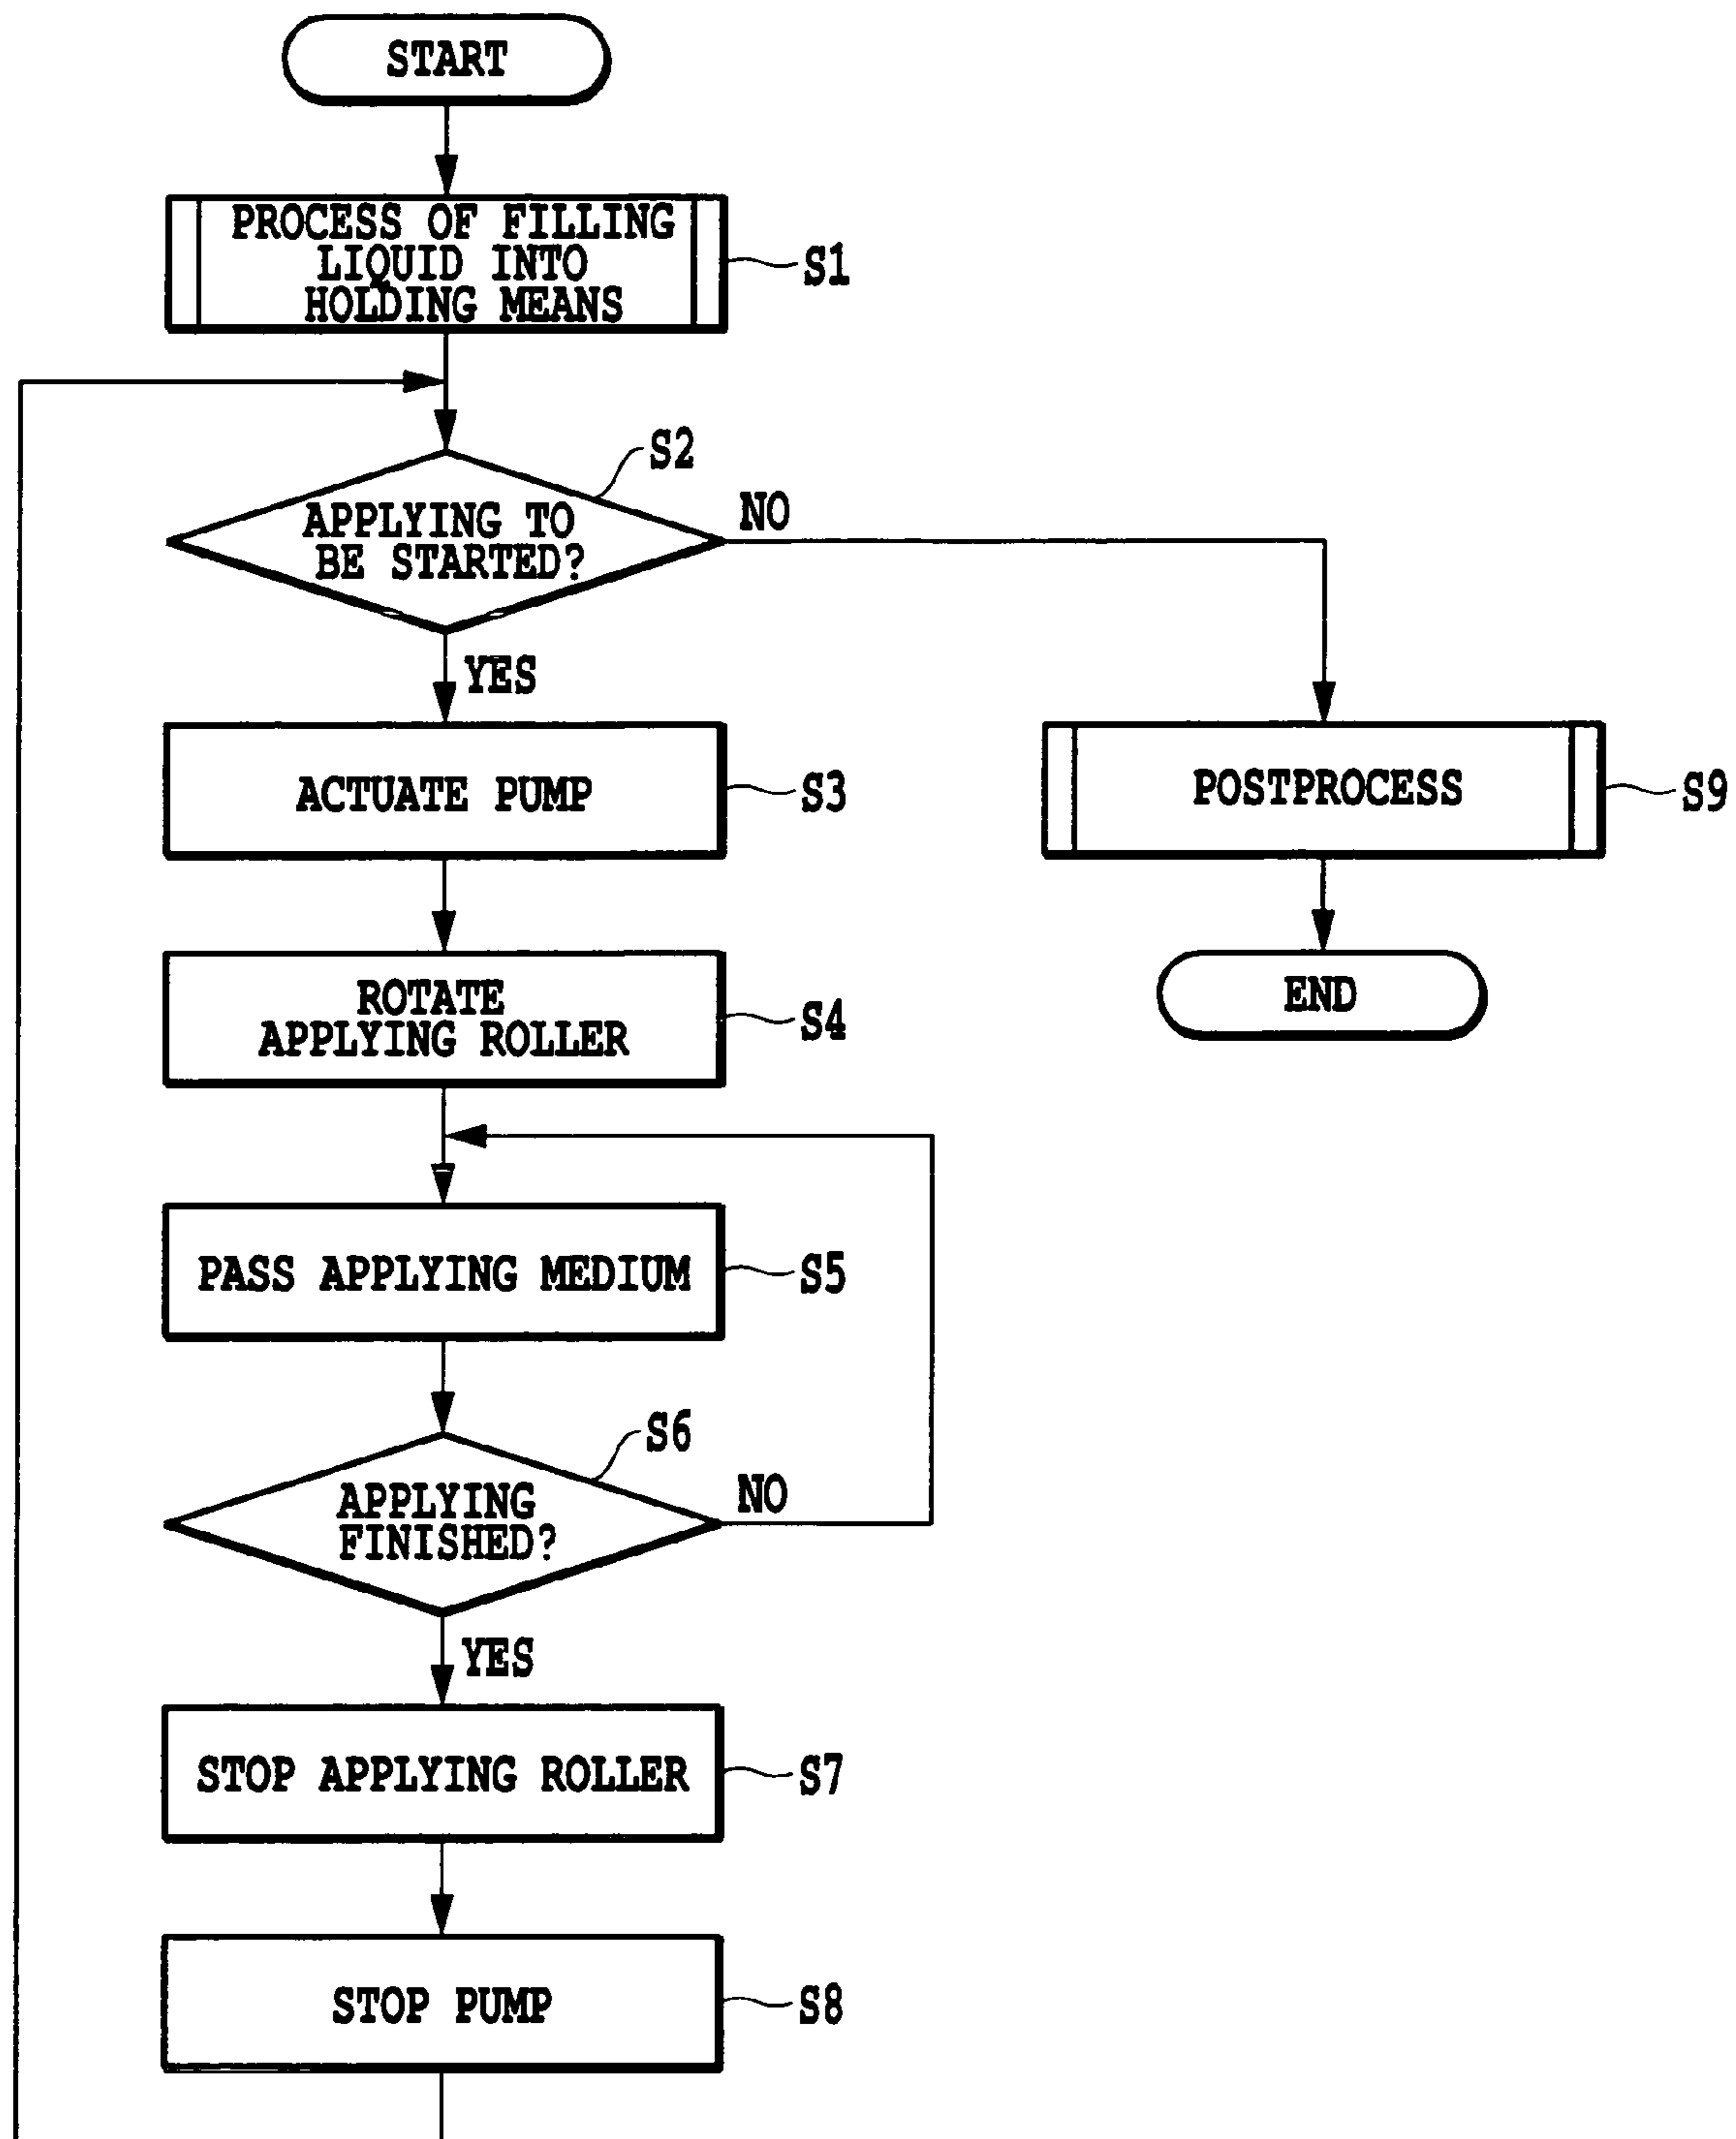 START
PROCESS OF FILLING
LIQUID INTO
HOLDING MEANS
S1
S2
APPLYING TO
BE STARTED?
NO
YES
ACTUATE PUMP
S3
POSTPROCESS
S9
ROTATE
APPLYING ROLLER
S4
END
PASS APPLYING MEDIUM
S5
S6
APPLYING
FINISHED?
NO
YES
STOP APPLYING ROLLER
S7
STOP PUMP
S8